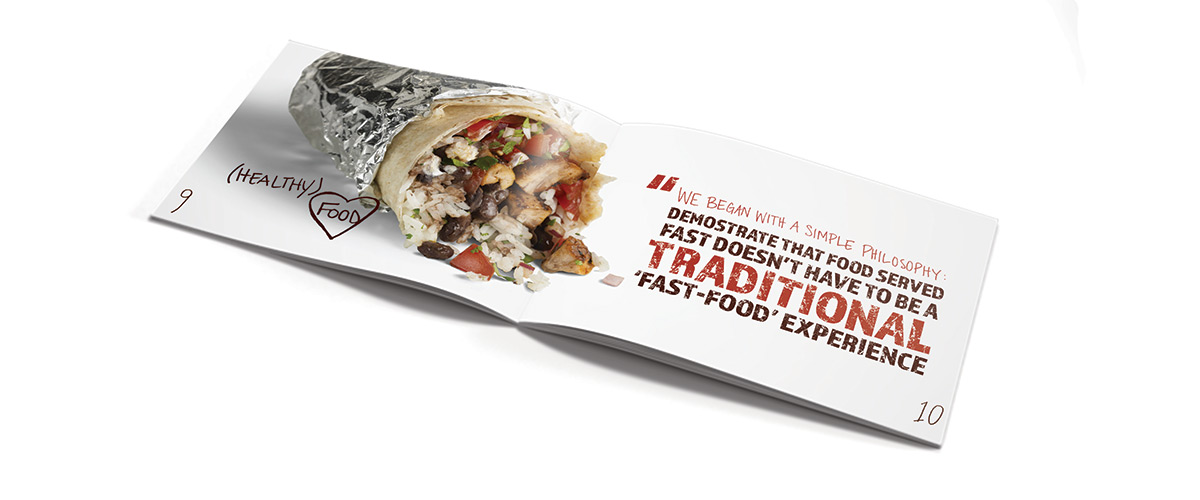 (HEALTHY)
FOOD
9
“ WE BEGAN WITH A SIMPLE PHILOSOPHY:
DEMOSTRATE THAT FOOD SERVED
FAST DOESN'T HAVE TO BE A
TRADITIONAL
'FAST-FOOD' EXPERIENCE
10